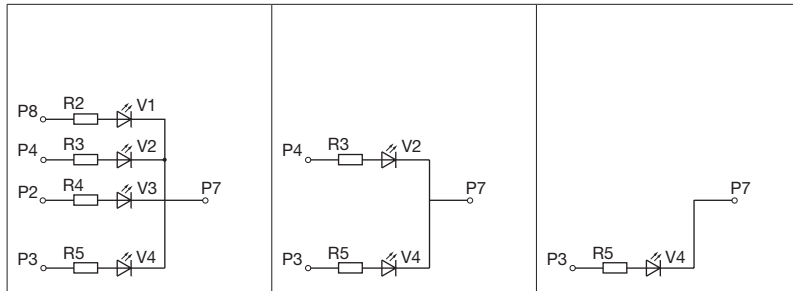 P8 R2 V1
P4 R3 V2
P2 R4 V3 P7
P3 R5 V4
P4 R3 V2
P7
P3 R5 V4
P7
P3 R5 V4